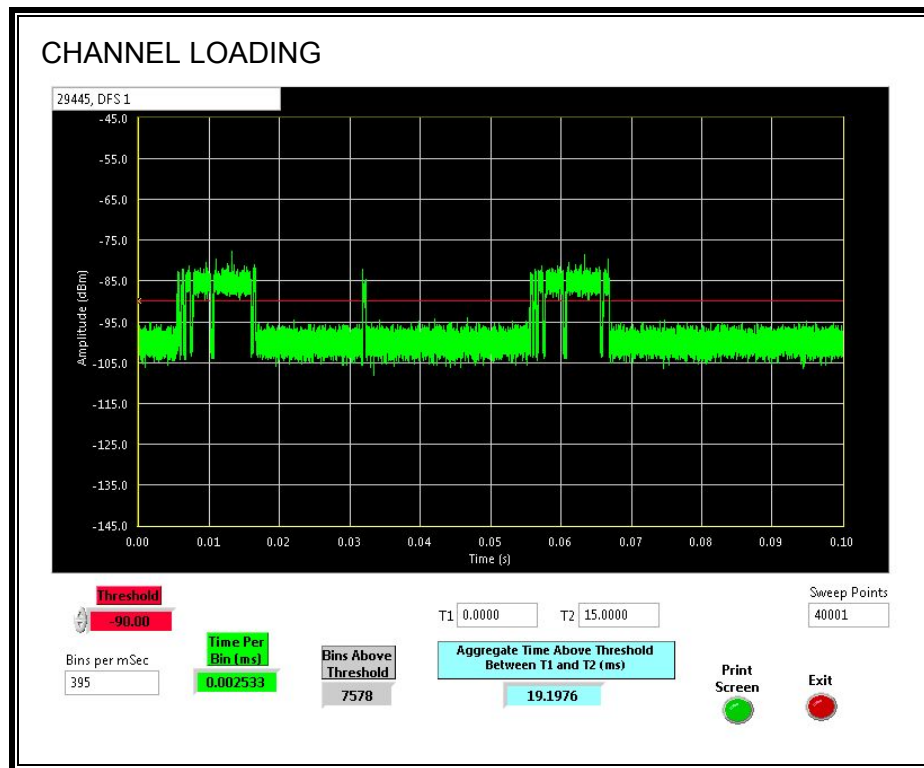 CHANNEL LOADING
29445, DFS 1
-45.0
-55.0
-65.0
-75.0
-85.0
-95.0
-105.0
-115.0
-125.0
-135.0
-145.0
Amplitude (dBm)
0.00 0.01 0.02 0.03 0.04 0.05 0.06 0.07 0.08 0.09 0.10
Time (s)
Threshold
-90.00
Bins per mSec
395
Time Per
Bin (ms)
0.002533
Bins Above
Threshold
7578
T1 0.0000 T2 15.0000
Aggregate Time Above Threshold
Between T1 and T2 (ms)
19.1976
Sweep Points
40001
Print
Screen
Exit